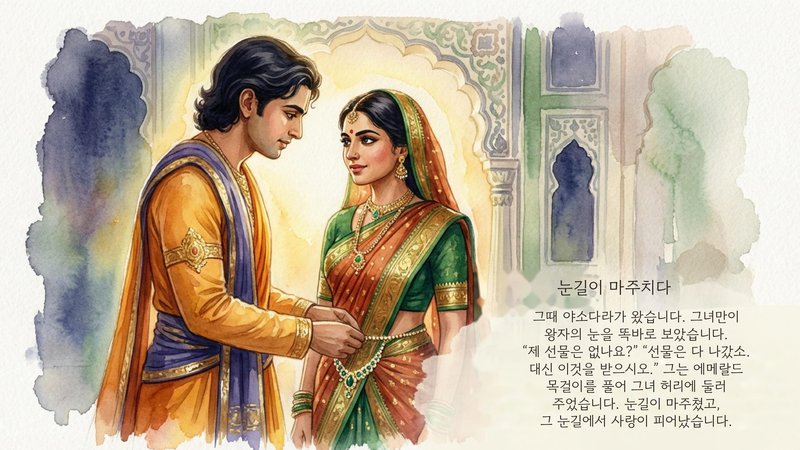 눈길이 마주치다
그때 야소다라가 왔습니다. 그녀만이
왕자의 눈을 똑바로 보았습니다.
“제 선물은 없나요?” “선물은 다 나갔소.
대신 이것을 받으시오.” 그는 에메랄드
목걸이를 풀어 그녀 허리에 둘러
주었습니다. 눈길이 마주쳤고,
그 눈길에서 사랑이 피어났습니다.